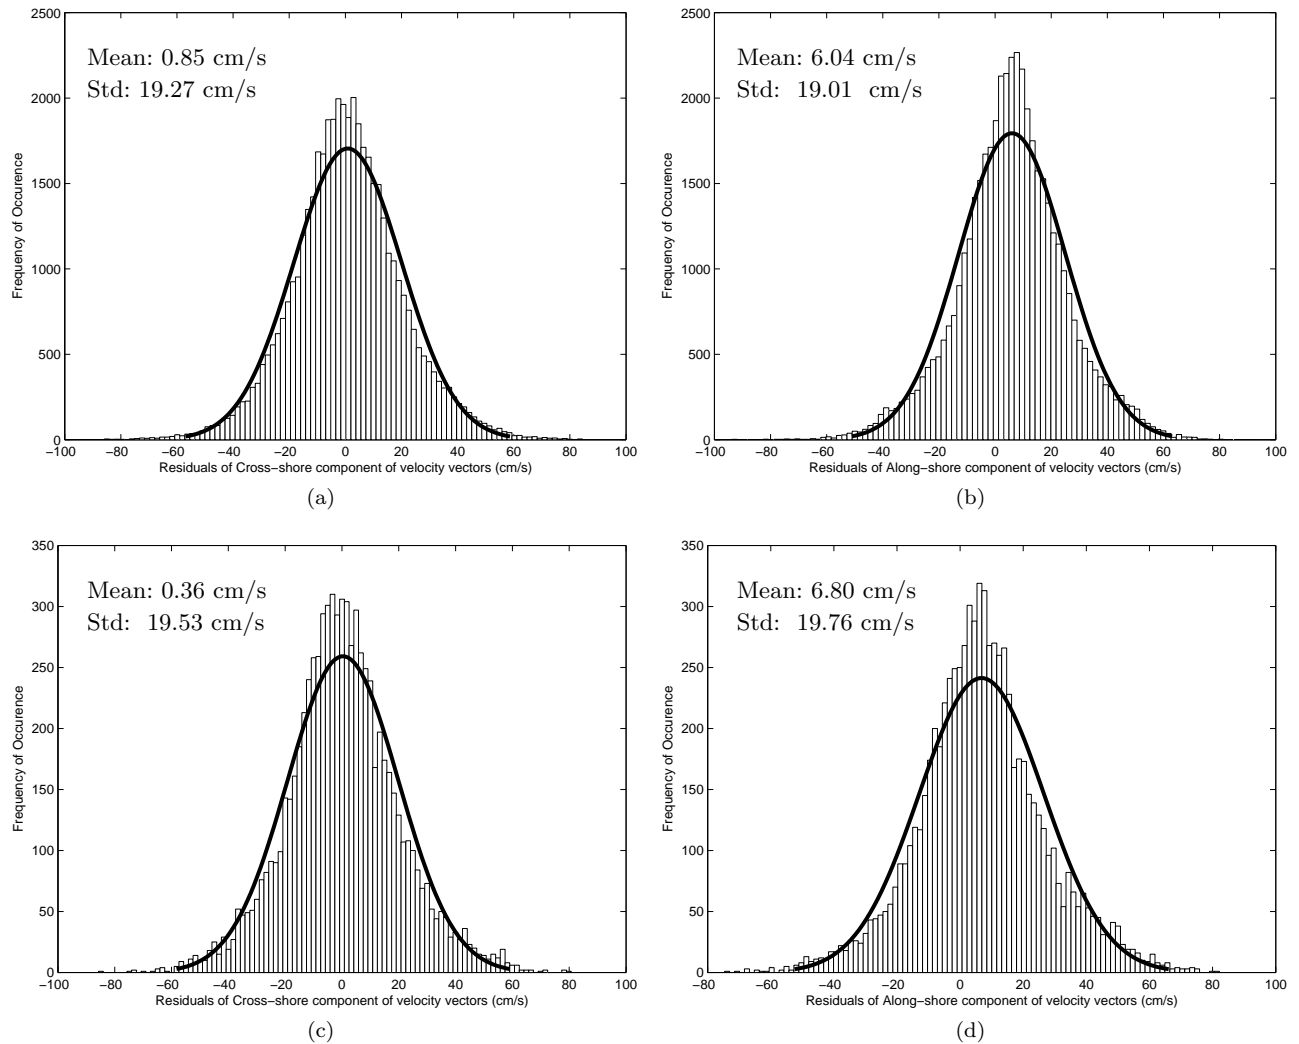 2500
2000
1500
1000
500
0
Frequency of Occurence
Mean: 0.85 cm/s
Std: 19.27 cm/s
−100 −80 −60 −40 −20 0 20 40 60 80 100
Residuals of Cross−shore component of velocity vectors (cm/s)
(a)
2500
2000
1500
1000
500
0
Frequency of Occurence
Mean: 6.04 cm/s
Std: 19.01 cm/s
−100 −80 −60 −40 −20 0 20 40 60 80 100
Residuals of Along−shore component of velocity vectors (cm/s)
(b)
350
300
250
200
150
100
50
0
Frequency of Occurence
Mean: 0.36 cm/s
Std: 19.53 cm/s
−100 −80 −60 −40 −20 0 20 40 60 80 100
Residuals of Cross−shore component of velocity vectors (cm/s)
(c)
350
300
250
200
150
100
50
0
Frequency of Occurence
Mean: 6.80 cm/s
Std: 19.76 cm/s
−80 −60 −40 −20 0 20 40 60 80 100
Residuals of Along−shore component of velocity vectors (cm/s)
(d)